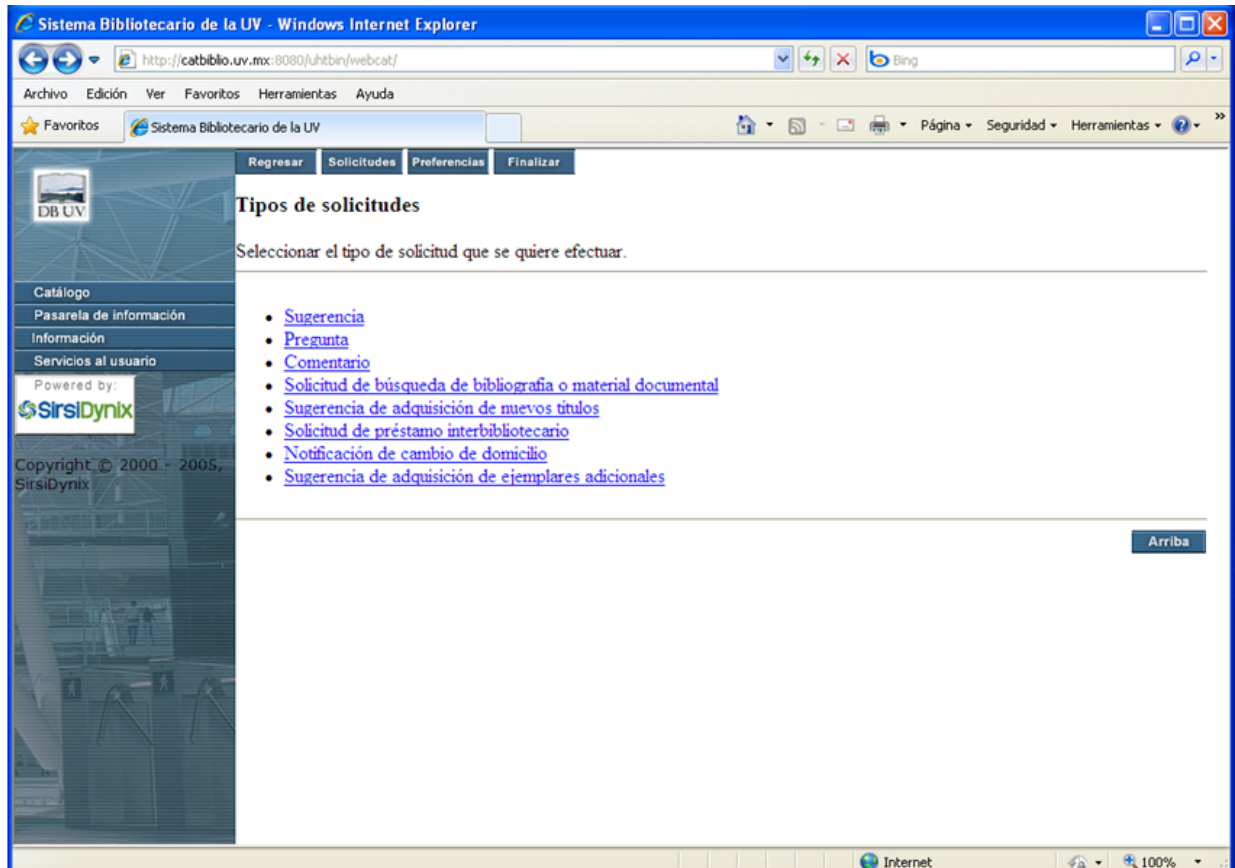 Sistema Bibliotecario de la UV - Windows Internet Explorer
http://catbiblio.uv.mx:8080/uhtbin/webcat/
Bing
Archivo Edición Ver Favoritos Herramientas Ayuda
Favoritos Sistema Bibliotecario de la UV Página Seguridad Herramientas »
Regresar Solicitudes Preferencias Finalizar
DB UV
Tipos de solicitudes
Seleccionar el tipo de solicitud que se quiere efectuar.
Catálogo
Pasarela de información
Información
Servicios al usuario
Powered by:
SirsiDynix
Copyright © 2000 - 2005,
SirsiDynix
• Sugerencia
• Pregunta
• Comentario
• Solicitud de búsqueda de bibliografía o material documental
• Sugerencia de adquisición de nuevos títulos
• Solicitud de préstamo interbibliotecario
• Notificación de cambio de domicilio
• Sugerencia de adquisición de ejemplares adicionales
Arriba
Internet 100%